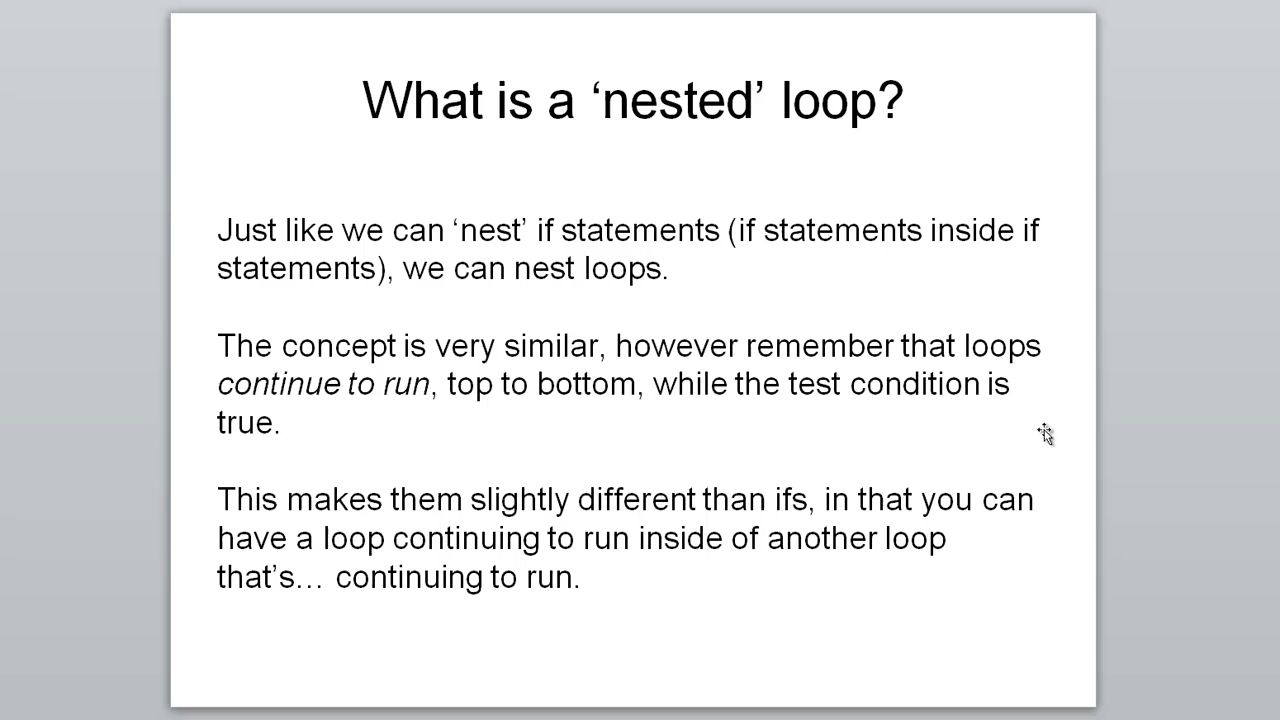 What is a ‘nested’ loop?
Just like we can ‘nest’ if statements (if statements inside if
statements), we can nest loops.
The concept is very similar, however remember that loops
continue to run, top to bottom, while the test condition is
true.
This makes them slightly different than ifs, in that you can
have a loop continuing to run inside of another loop
that’s… continuing to run.